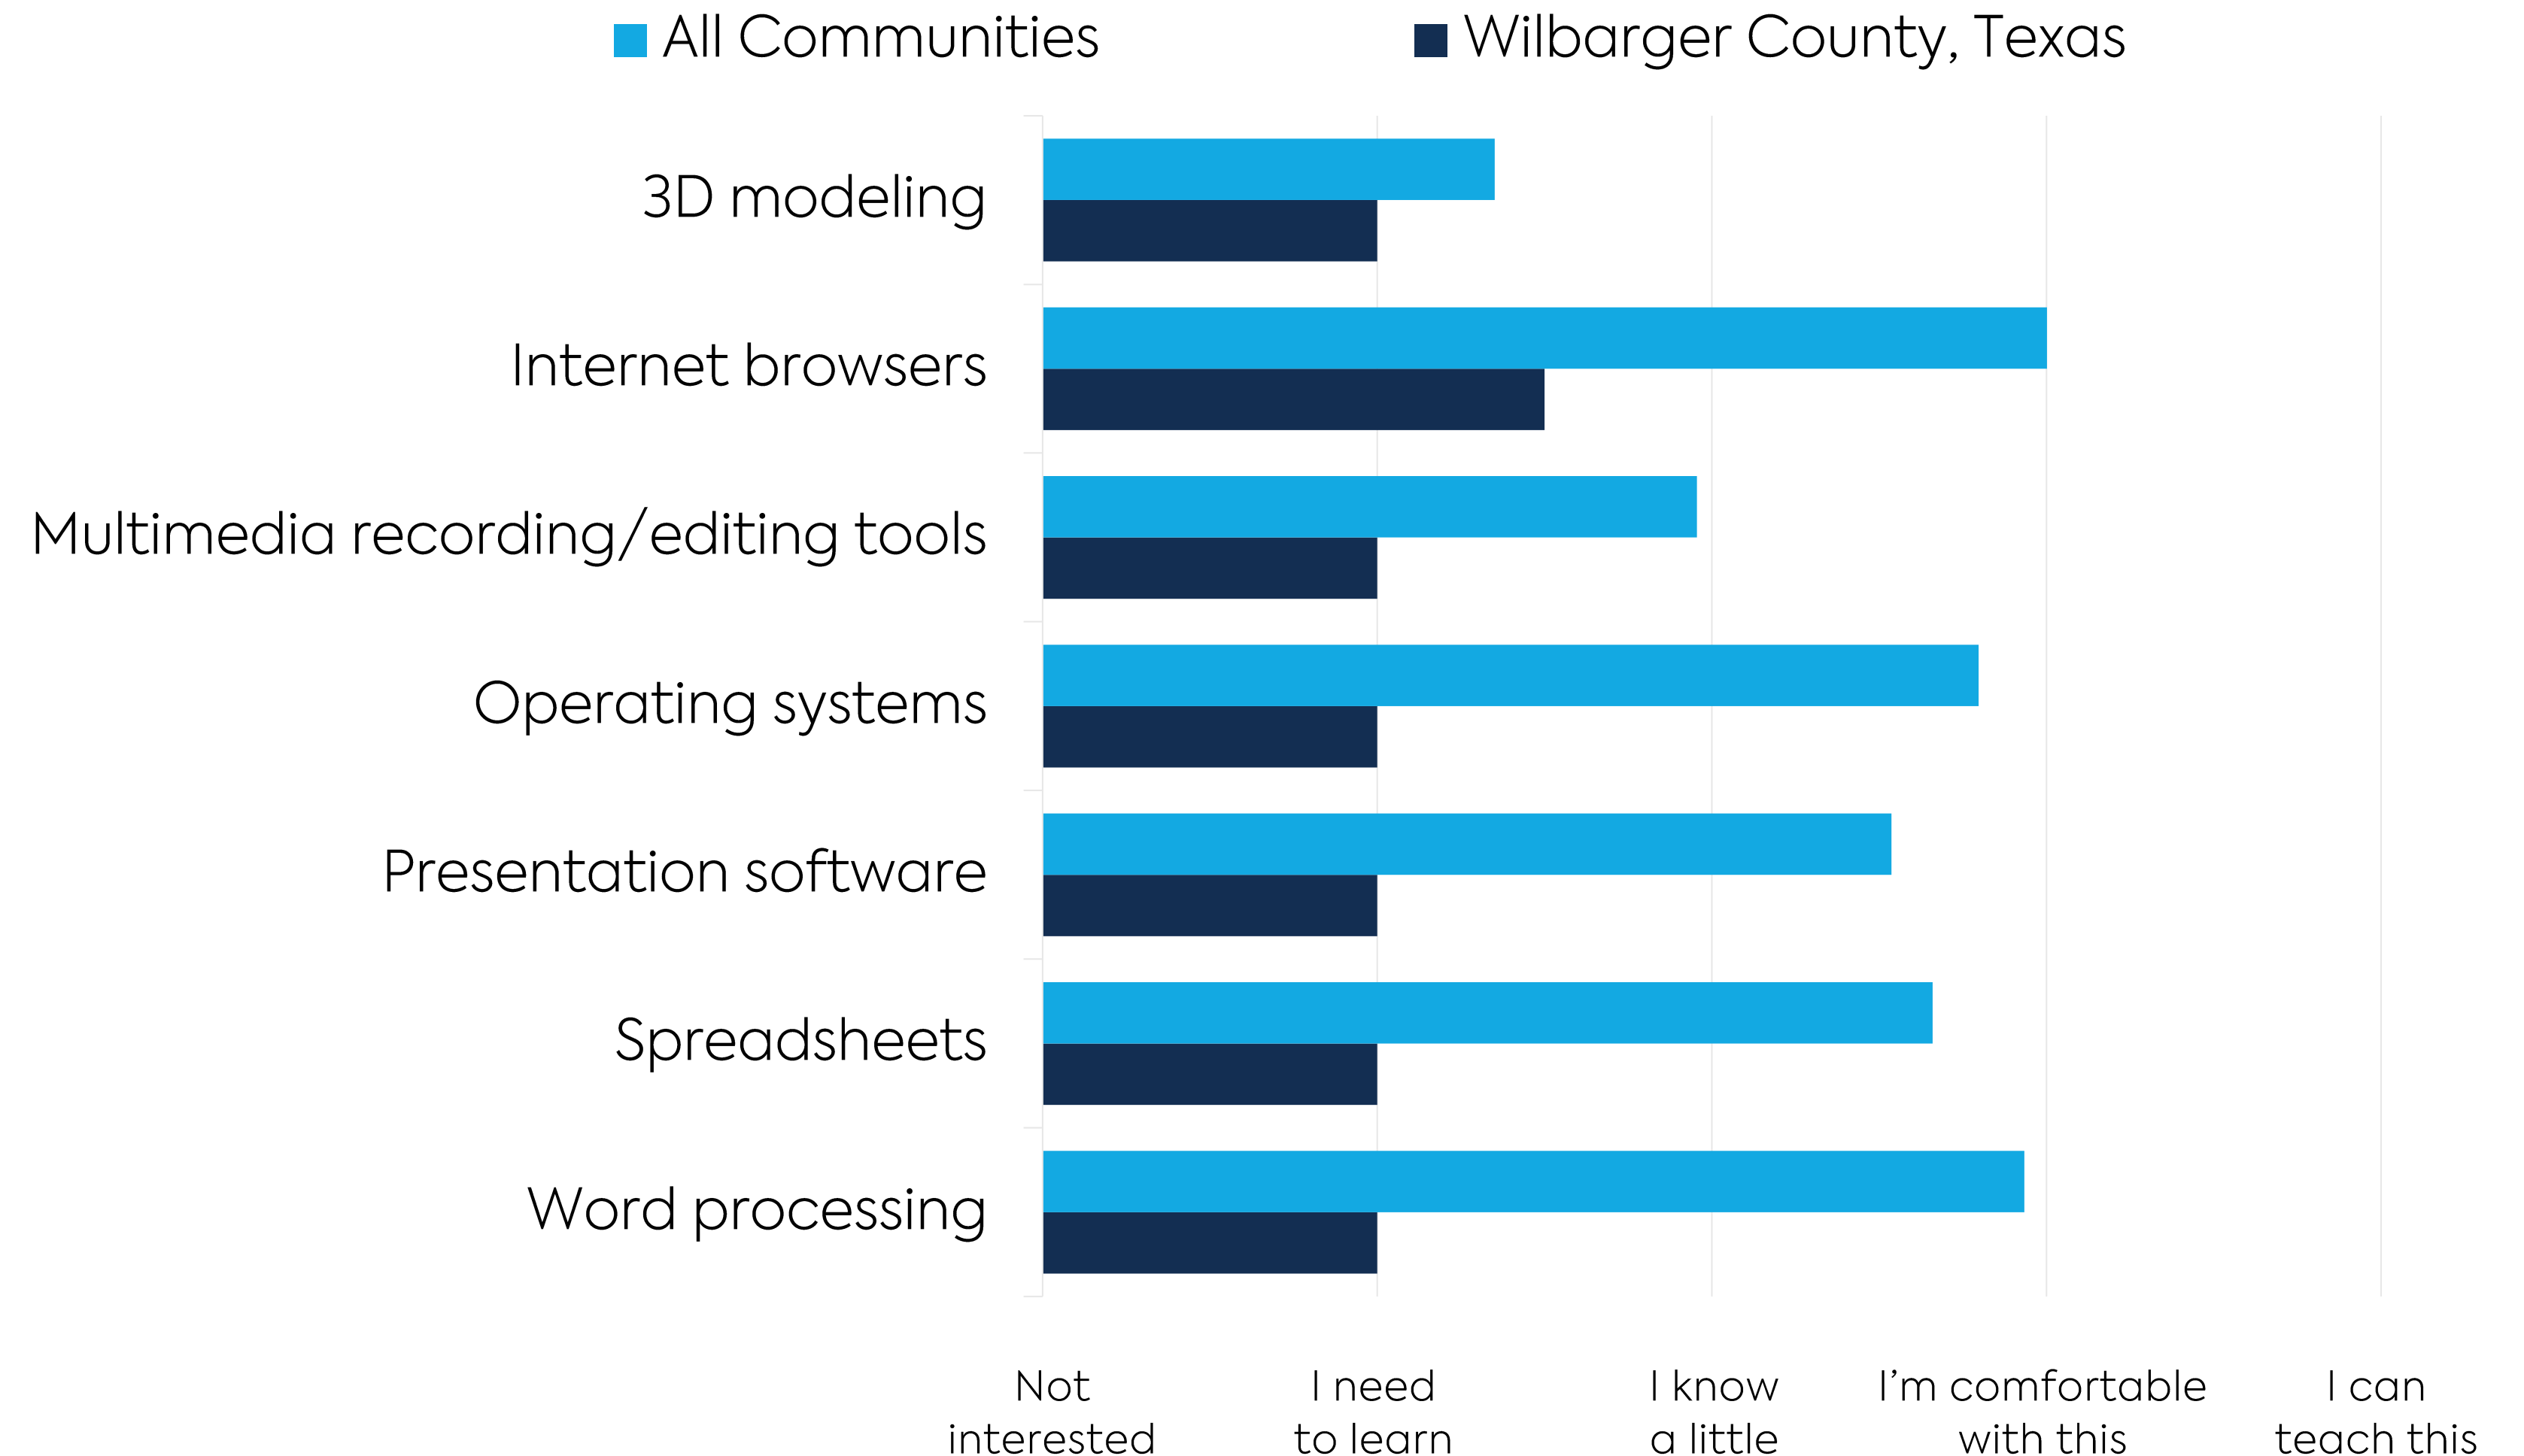 All Communities
Wilbarger County, Texas
3D modeling
Internet browsers
Multimedia recording/editing tools
Operating systems
Presentation software
Spreadsheets
Word processing
Not
interested
I need
to learn
I know
a little
I’m comfortable
with this
I can
teach this